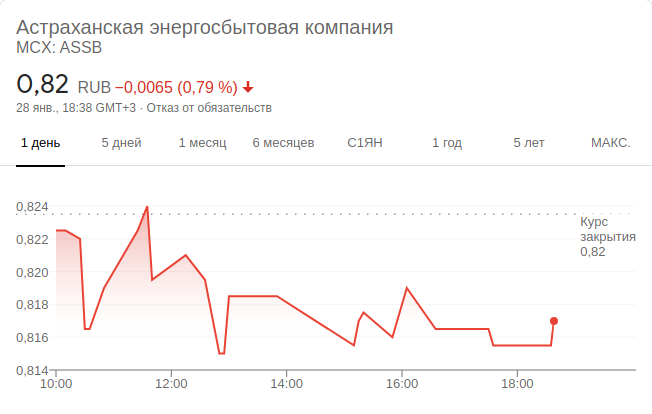 Астраханская энергосбытовая компания
MCX: ASSB
0,82 RUB −0,0065 (0,79 %)
28 янв., 18:38 GMT+3 · Отказ от обязательств
1 день 5 дней 1 месяц 6 месяцев С1ЯН 1 год 5 лет МАКС.
0,824
Курс
закрытия
0,82
0,822
0,820
0,818
0,816
0,814
10:00 12:00 14:00 16:00 18:00